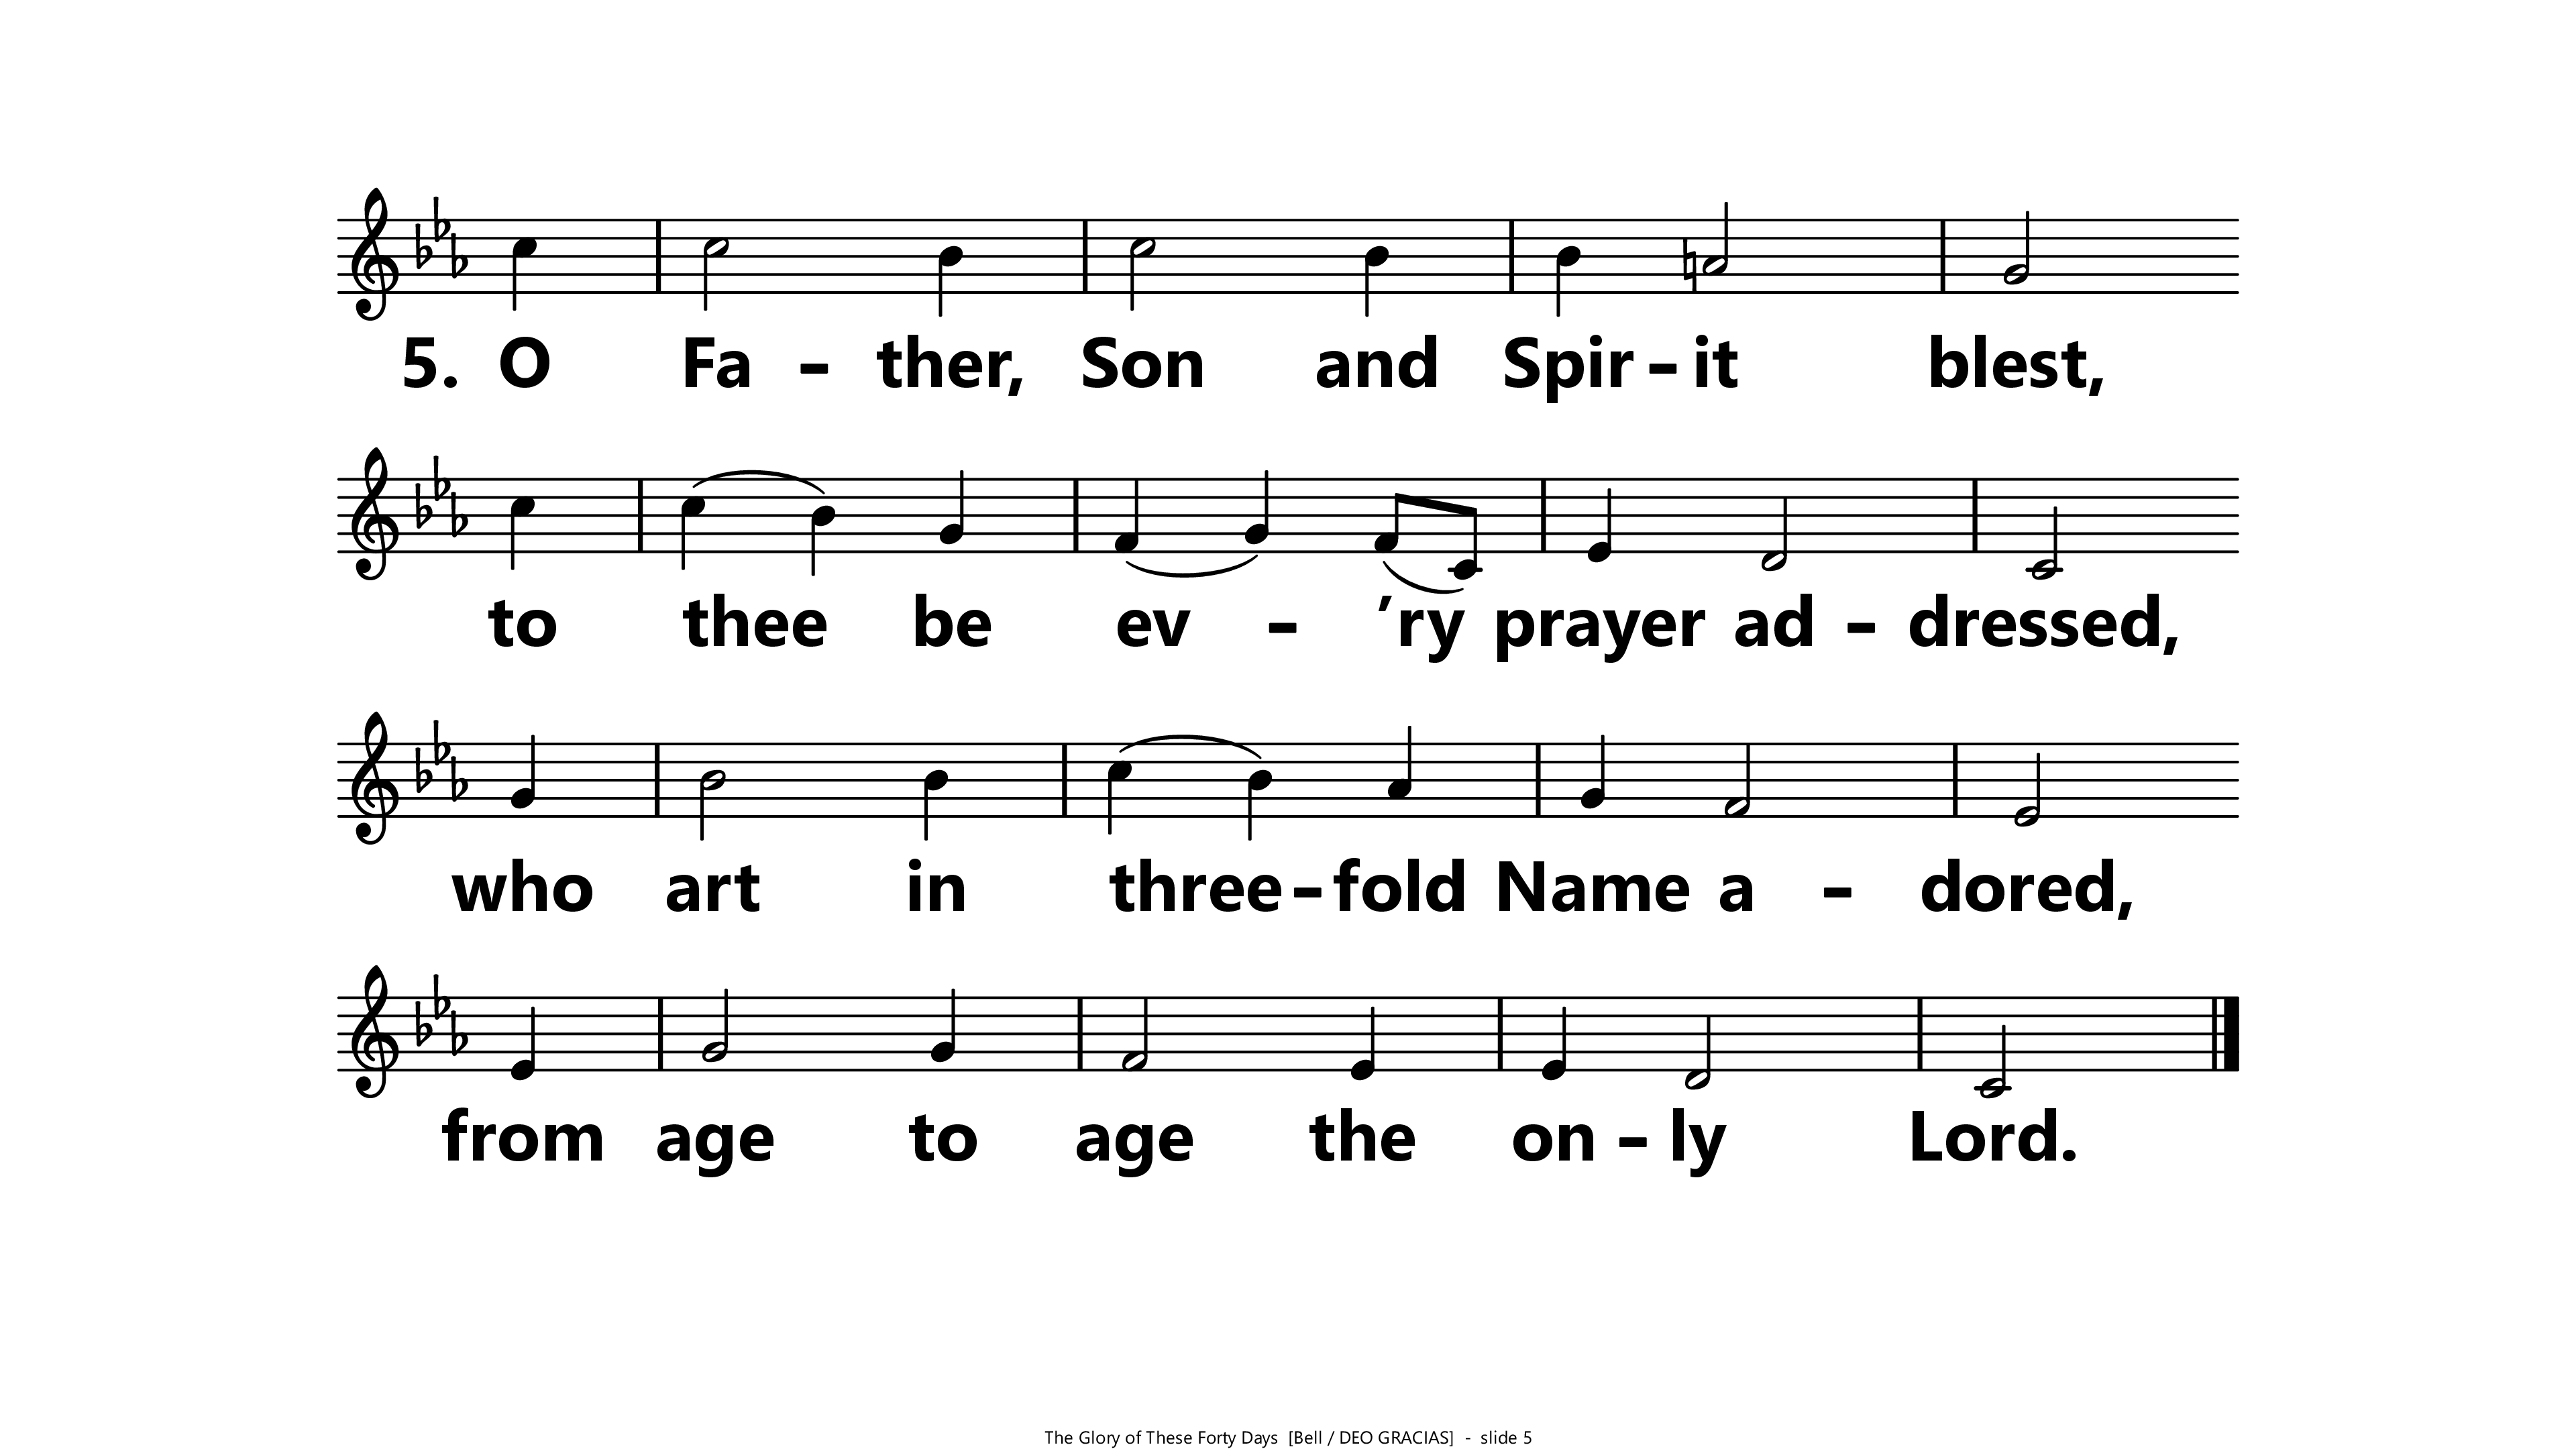 5. O Fa - ther, Son and Spir - it blest,
to thee be ev - ’ry prayer ad - dressed,
who art in three - fold Name a - dored,
from age to age the on - ly Lord.
The Glory of These Forty Days [Bell / DEO GRACIAS] - slide 5